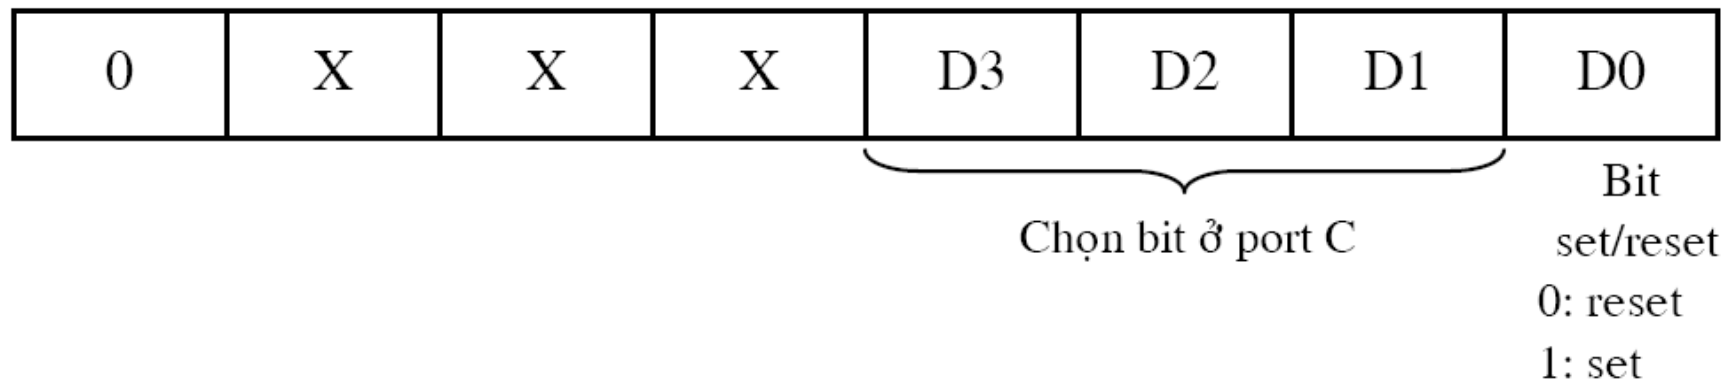 0 X X X D3 D2 D1 D0
Chọn bit ở port C
Bit
set/reset
0: reset
1: set